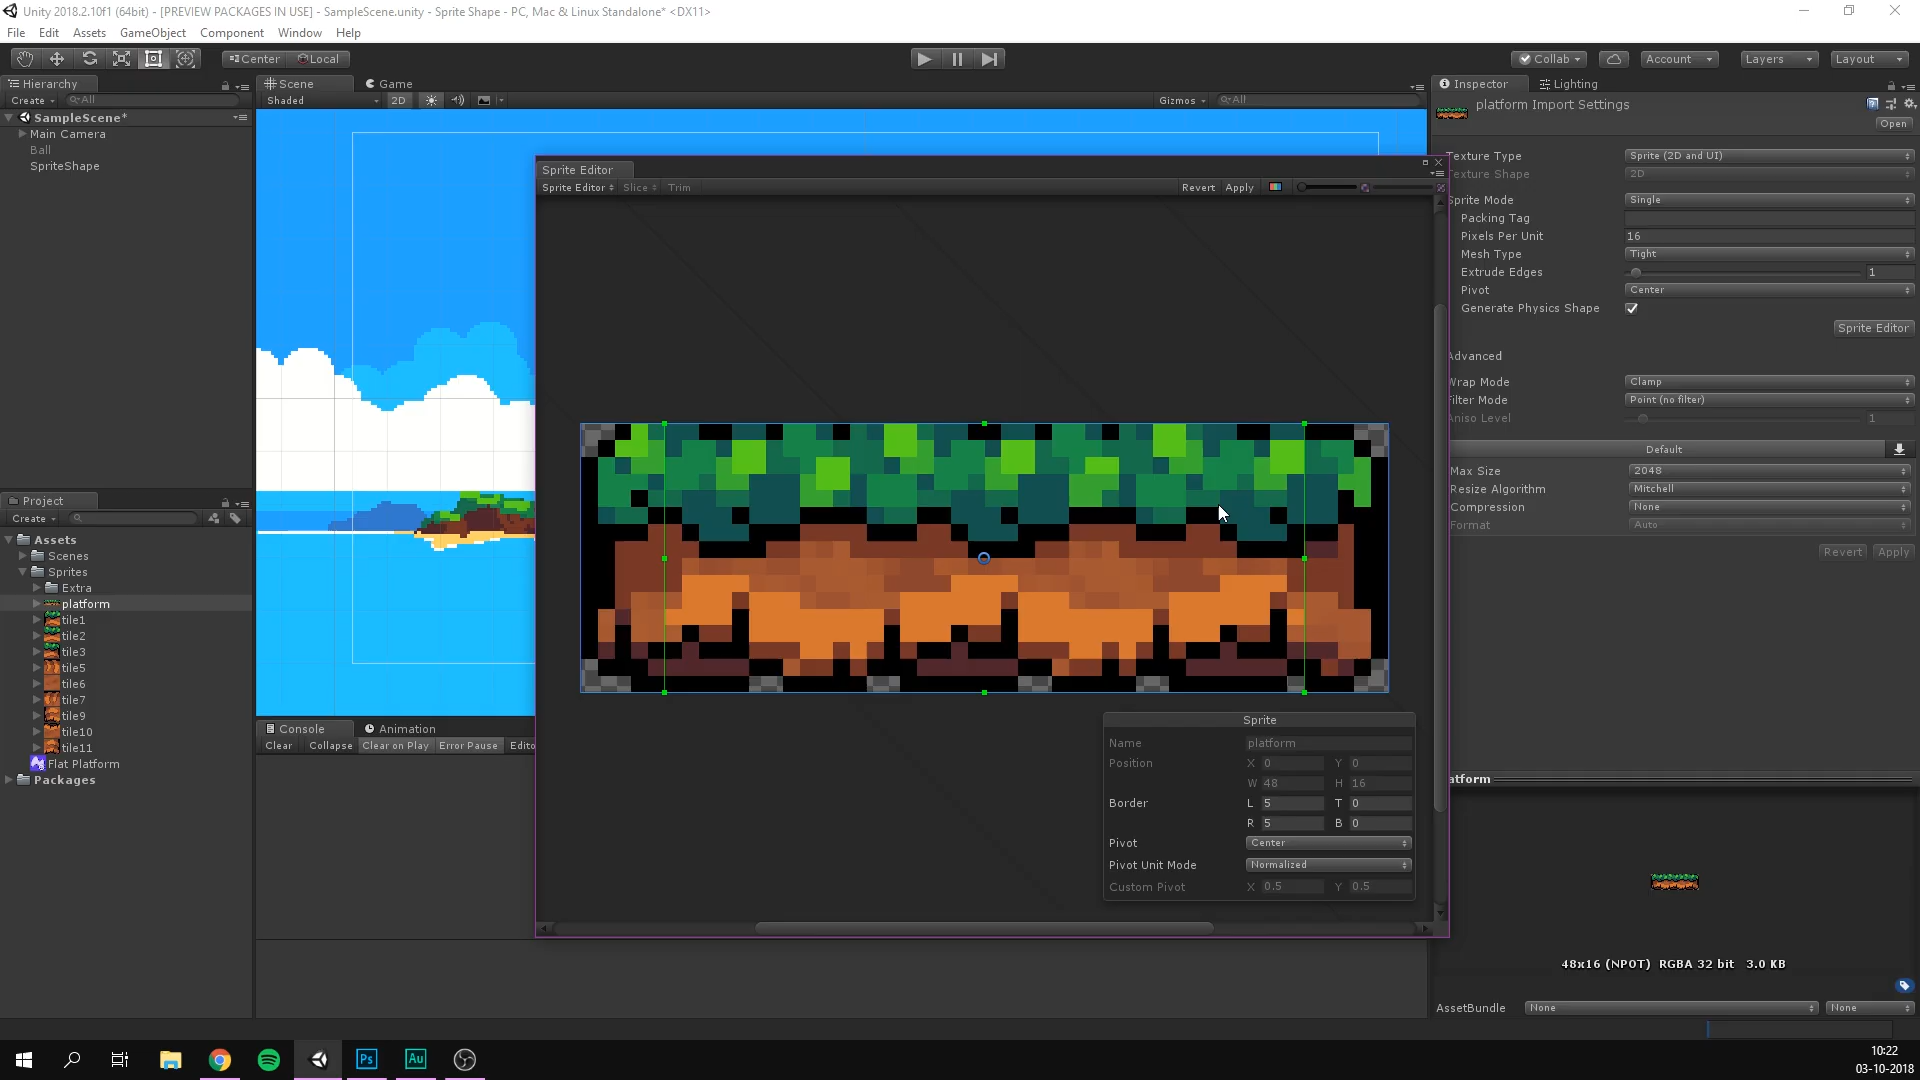 Unity 2018.2.10f1 (64bit) - [PREVIEW PACKAGES IN USE] - SampleScene.unity - Sprite Shape - PC, Mac & Linux Standalone* <DX11>
File Edit Assets GameObject Component Window Help
Center Local Collab Account Layers Layout
Hierarchy
Create All
SampleScene*
Main Camera
Ball
SpriteShape
Scene Game
Shaded 2D Gizmos All
Sprite Editor
Sprite Editor Slice Trim Revert Apply
Sprite
Name platform
Position X 0 Y 0
W 48 H 16
Border L 5 T 0
R 5 B 0
Pivot Center
Pivot Unit Mode Normalized
Custom Pivot X 0.5 Y 0.5
Project
Create
Assets
Scenes
Sprites
Extra
platform
tile1
tile2
tile3
tile5
tile6
tile7
tile9
tile10
tile11
Flat Platform
Packages
Console Animation
Clear Collapse Clear on Play Error Pause Edito
Inspector Lighting
platform Import Settings
Open
Texture Type Sprite (2D and UI)
Texture Shape 2D
Sprite Mode Single
Packing Tag
Pixels Per Unit 16
Mesh Type Tight
Extrude Edges 1
Pivot Center
Generate Physics Shape
Sprite Editor
Advanced
Wrap Mode Clamp
Filter Mode Point (no filter)
Aniso Level 1
Default
Max Size 2048
Resize Algorithm Mitchell
Compression None
Format Auto
Revert Apply
atform
48x16 (NPOT) RGBA 32 bit 3.0 KB
AssetBundle None None
Ps Au
10:22
03-10-2018